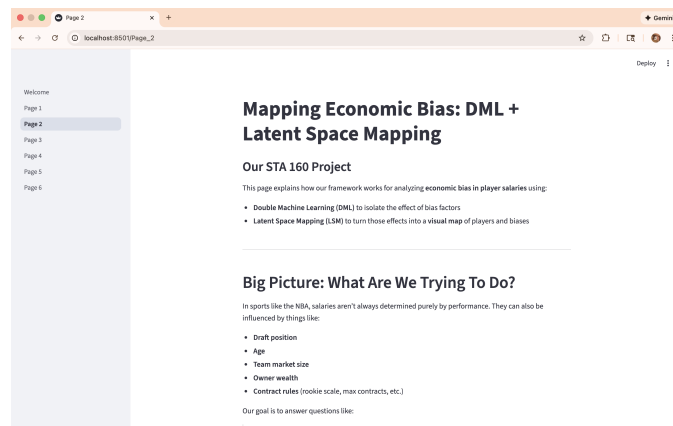 Page 2
Gemini
localhost:8501/Page_2
Deploy
Welcome
Page 1
Page 2
Page 3
Page 4
Page 5
Page 6
Mapping Economic Bias: DML +
Latent Space Mapping
Our STA 160 Project
This page explains how our framework works for analyzing economic bias in player salaries using:
• Double Machine Learning (DML) to isolate the effect of bias factors
• Latent Space Mapping (LSM) to turn those effects into a visual map of players and biases
Big Picture: What Are We Trying To Do?
In sports like the NBA, salaries aren't always determined purely by performance. They can also be
influenced by things like:
• Draft position
• Age
• Team market size
• Owner wealth
• Contract rules (rookie scale, max contracts, etc.)
Our goal is to answer questions like: